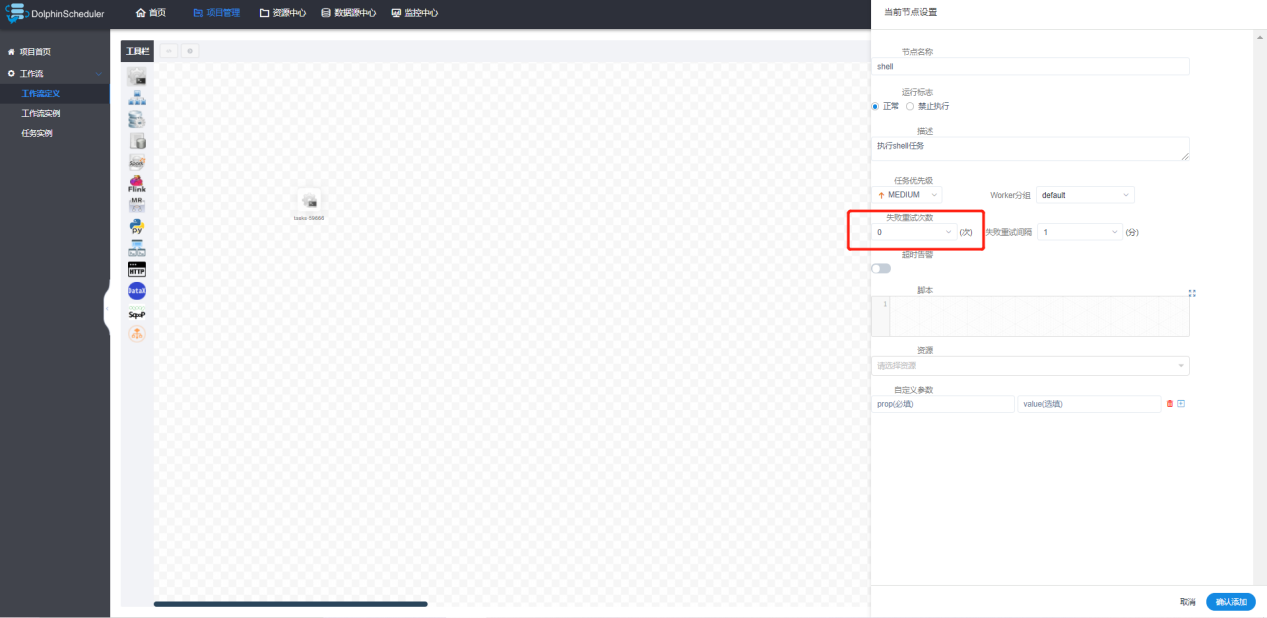 DolphinScheduler
首页
项目管理
资源中心
数据源中心
监控中心
项目首页
工作流
工作流定义
工作流实例
任务实例
工具栏
Spark
Flink
MR
py
HTTP
DataX
Sqoop
当前节点设置
节点名称
shell
运行标志
正常 禁止执行
描述
执行shell任务
任务优先级
MEDIUM
Worker分组 default
失败重试次数
0 (次) 失败重试间隔 1 (分)
超时告警
脚本
1
资源
请选择资源
自定义参数
prop(必填) value(选填)
取消 确认添加